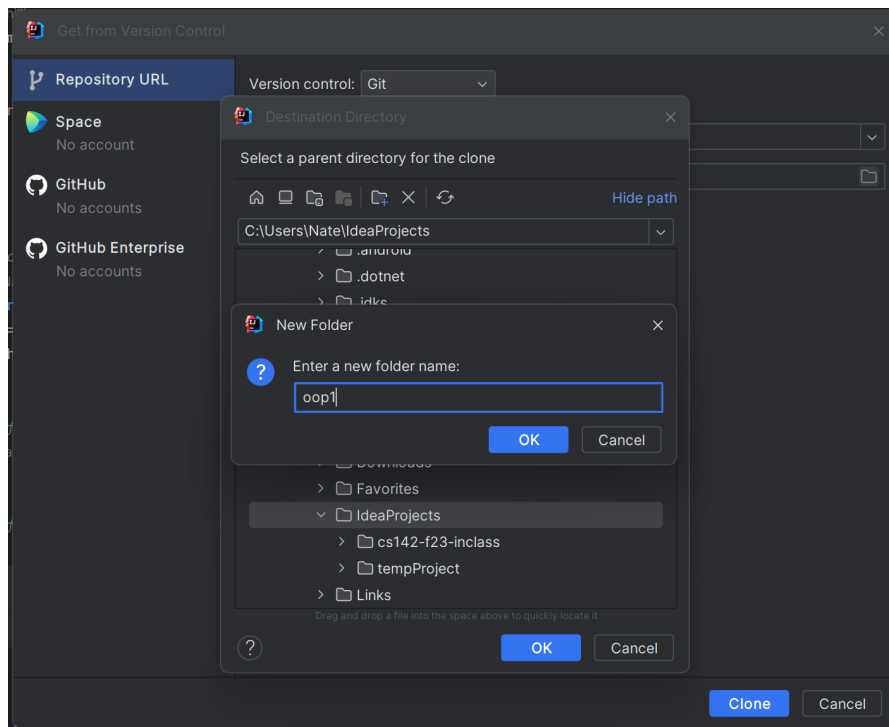 Get from Version Control
Repository URL
Version control: Git
Space
No account
GitHub
No accounts
GitHub Enterprise
No accounts
Destination Directory
Select a parent directory for the clone
Hide path
C:\Users\Nate\IdeaProjects
.android
.dotnet
.jdks
New Folder
Enter a new folder name:
oop1
OK
Cancel
Downloads
Favorites
IdeaProjects
cs142-f23-inclass
tempProject
Links
Drag and drop a file into the space above to quickly locate it
?
OK
Cancel
Clone
Cancel